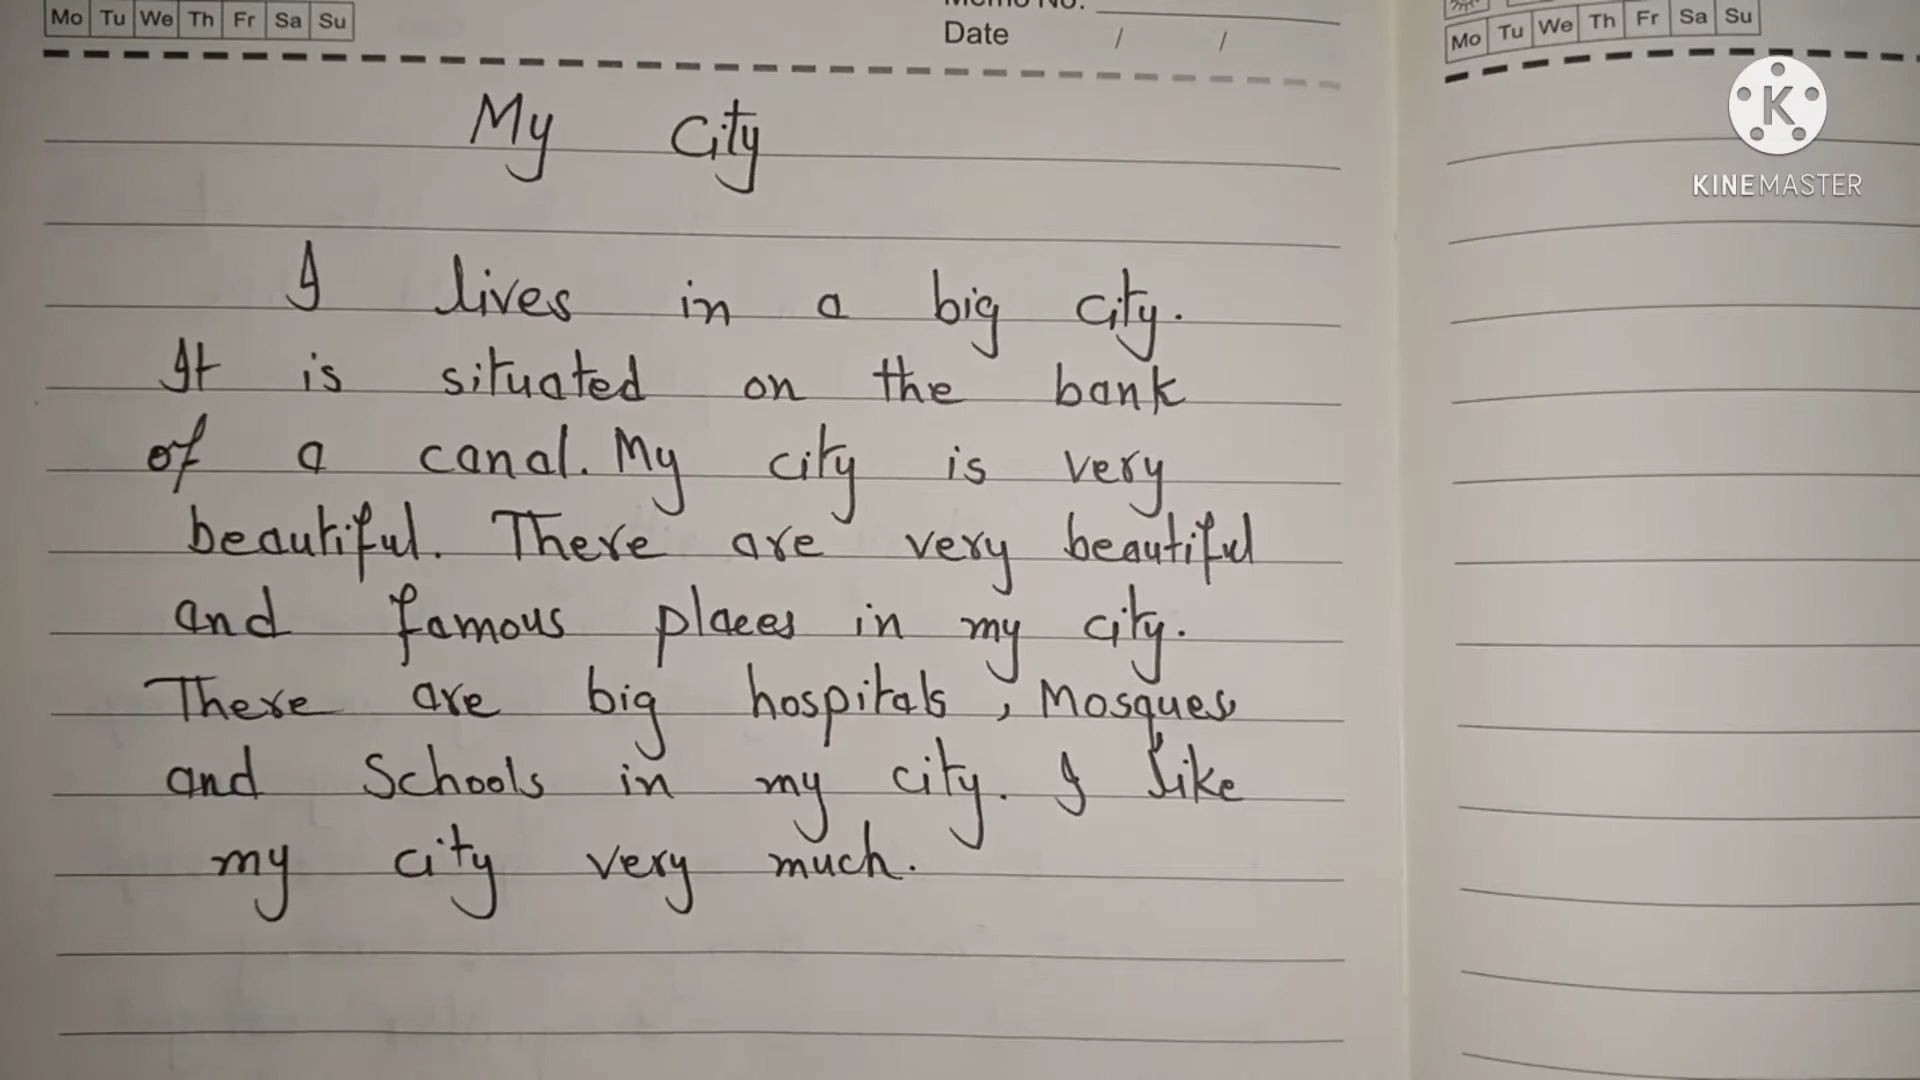 Mo Tu We Th Fr Sa Su
Memo No.
Date / /
Mo Tu We Th Fr Sa Su
KINEMASTER
My City
I lives in a big city.
It is situated on the bank
of a canal. My city is very
beautiful. There are very beautiful
and famous places in my city.
There are big hospitals, Mosques
and Schools in my city. I like
my city very much.